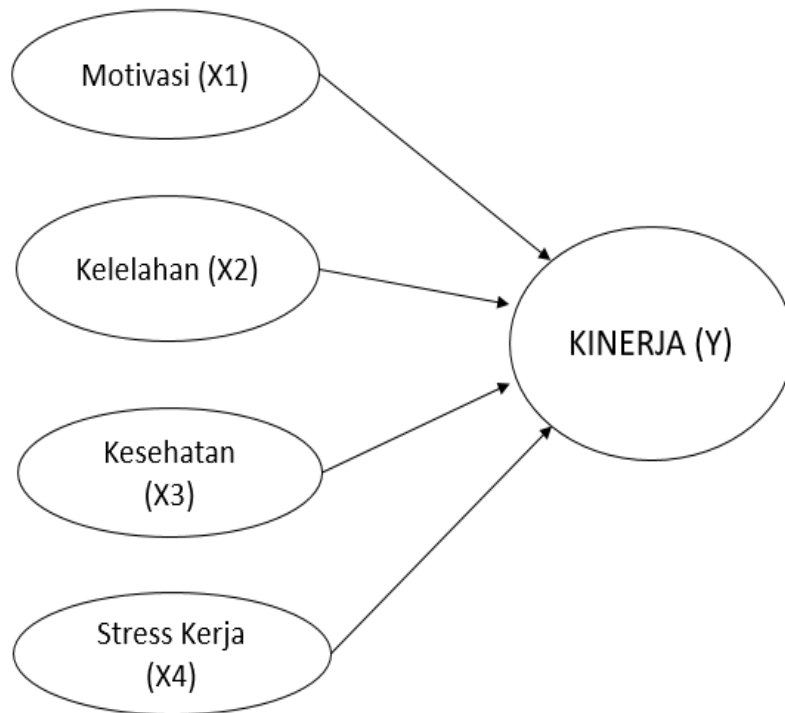 Motivasi (X1)
Kelelahan (X2)
KINERJA (Y)
Kesehatan
(X3)
Stress Kerja
(X4)